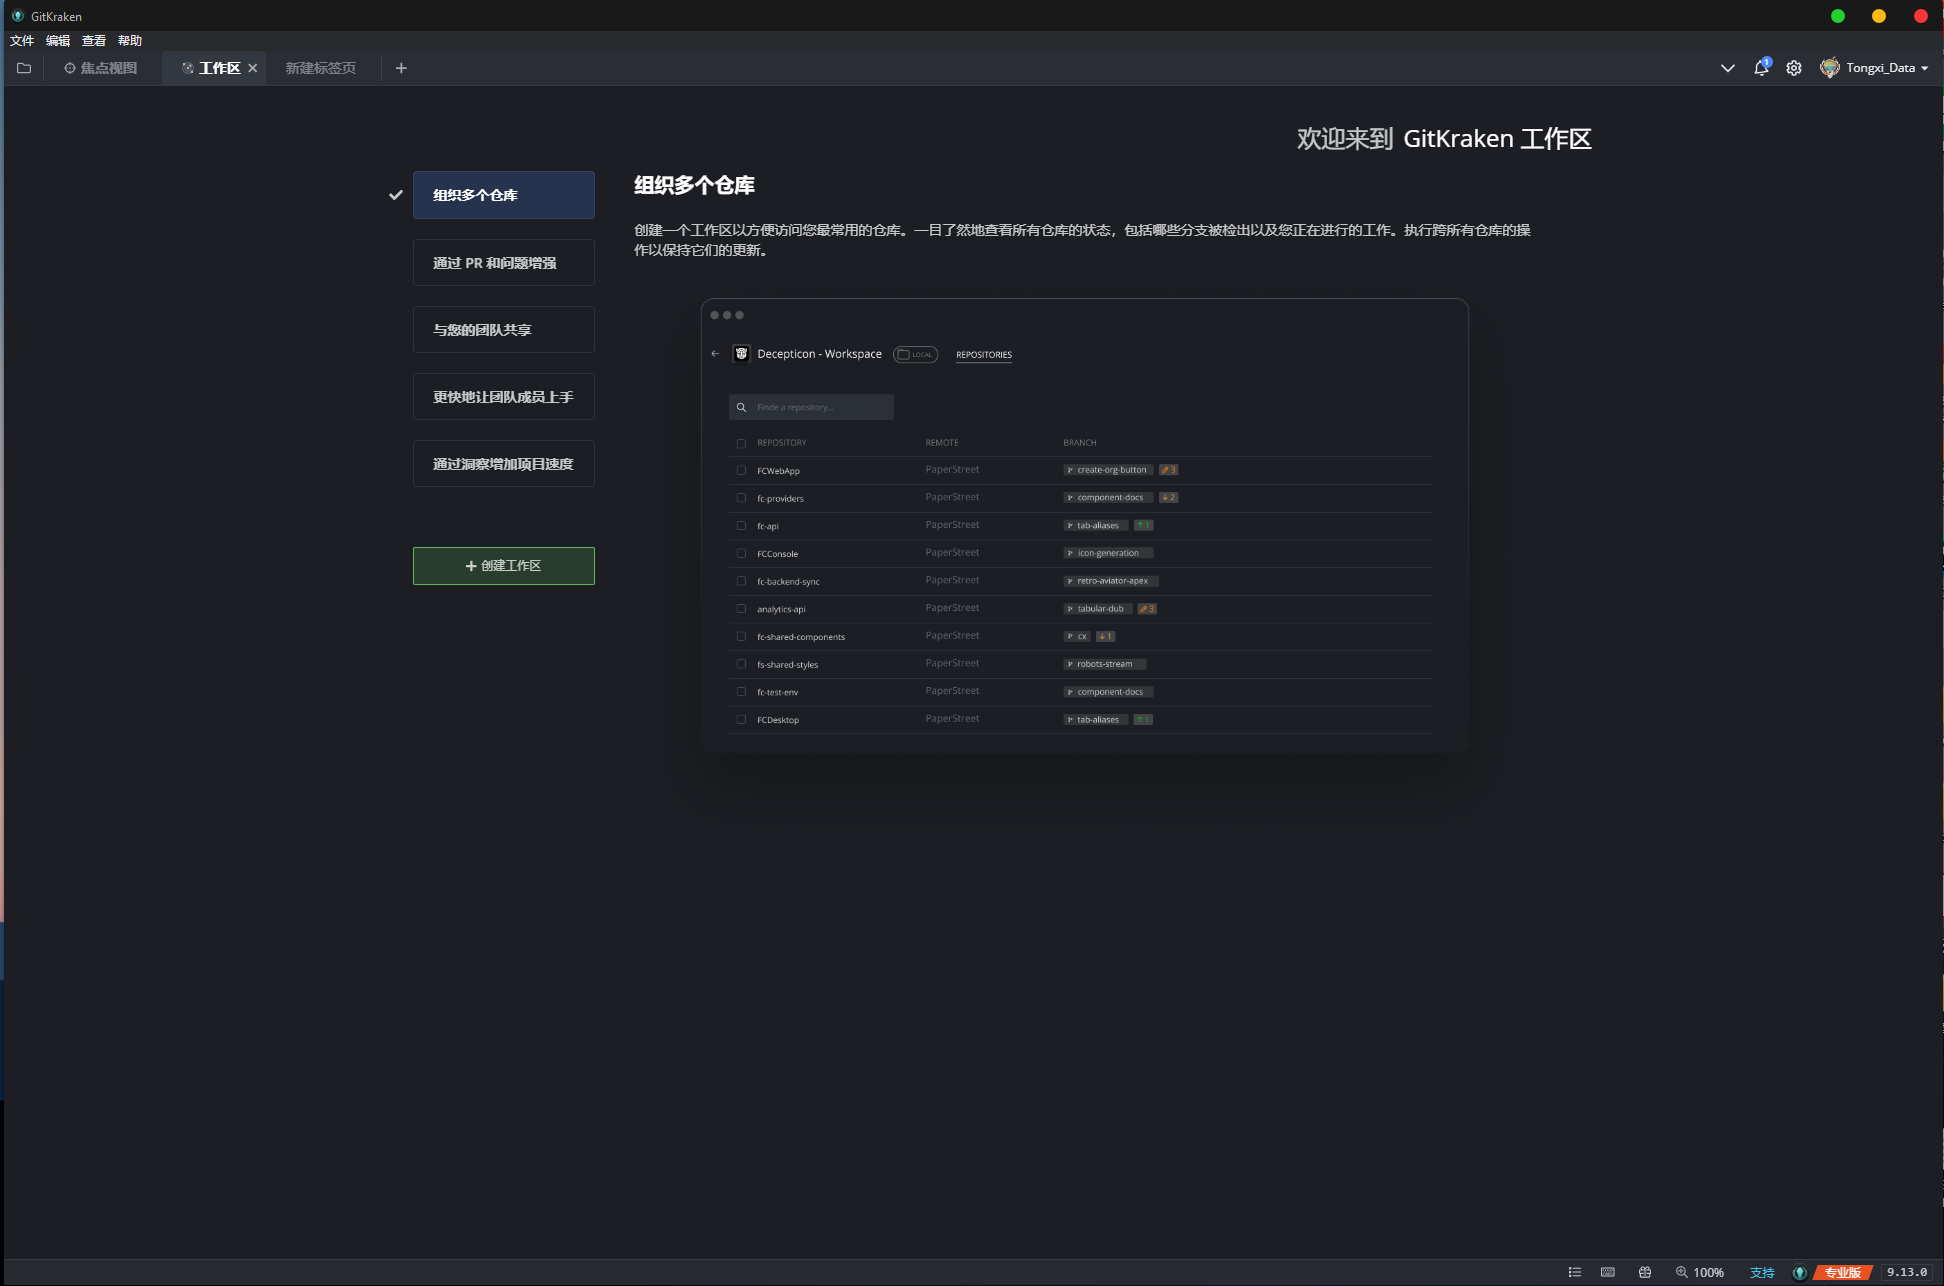 GitKraken
文件 编辑 查看 帮助
焦点视图 工作区 新建标签页 1 Tongxi_Data
欢迎来到 GitKraken 工作区
组织多个仓库
通过 PR 和问题增强
与您的团队共享
更快地让团队成员上手
通过洞察增加项目速度
创建工作区
组织多个仓库
创建一个工作区以方便访问您最常用的仓库。一目了然地查看所有仓库的状态，包括哪些分支被检出以及您正在进行的工作。执行跨所有仓库的操
作以保持它们的更新。
Decepticon - Workspace LOCAL REPOSITORIES
Finde a repository...
REPOSITORY REMOTE BRANCH
FCWebApp PaperStreet create-org-button 3
fc-providers PaperStreet component-docs 2
fc-api PaperStreet tab-aliases 1
FCConsole PaperStreet icon-generation
fc-backend-sync PaperStreet retro-aviator-apex
analytics-api PaperStreet tabular-dub 3
fc-shared-components PaperStreet cx 1
fs-shared-styles PaperStreet robots-stream
fc-test-env PaperStreet component-docs
FCDesktop PaperStreet tab-aliases 1
100% 支持 专业版 9.13.0